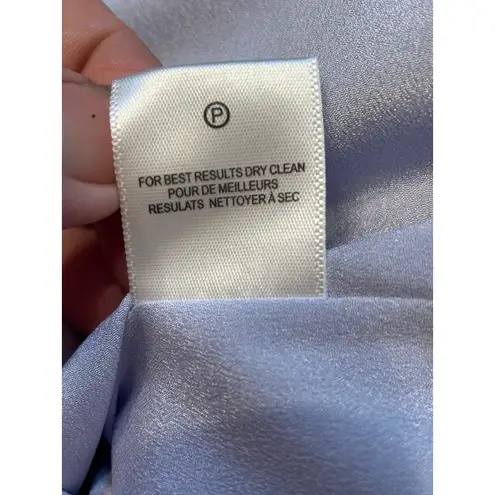 P
FOR BEST RESULTS DRY CLEAN
POUR DE MEILLEURS
RESULATS NETTOYER À SEC